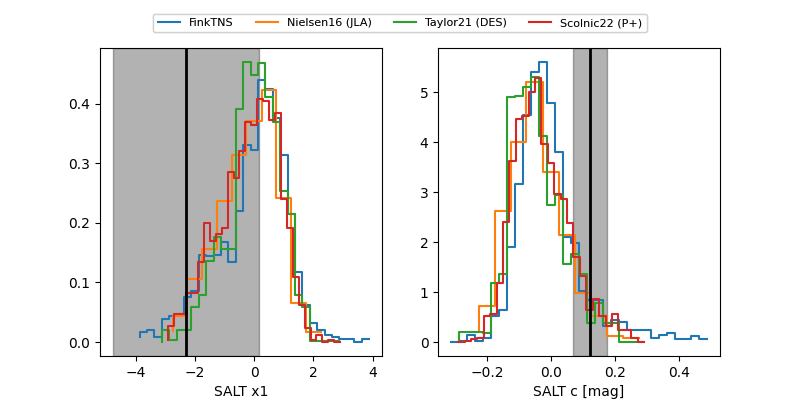 FinkTNS Nielsen16 (JLA) Taylor21 (DES) Scolnic22 (P+)
0.4
0.3
0.2
0.1
0.0
−4 −2 0 2 4
SALT x1
5
4
3
2
1
0
−0.2 0.0 0.2 0.4
SALT c [mag]